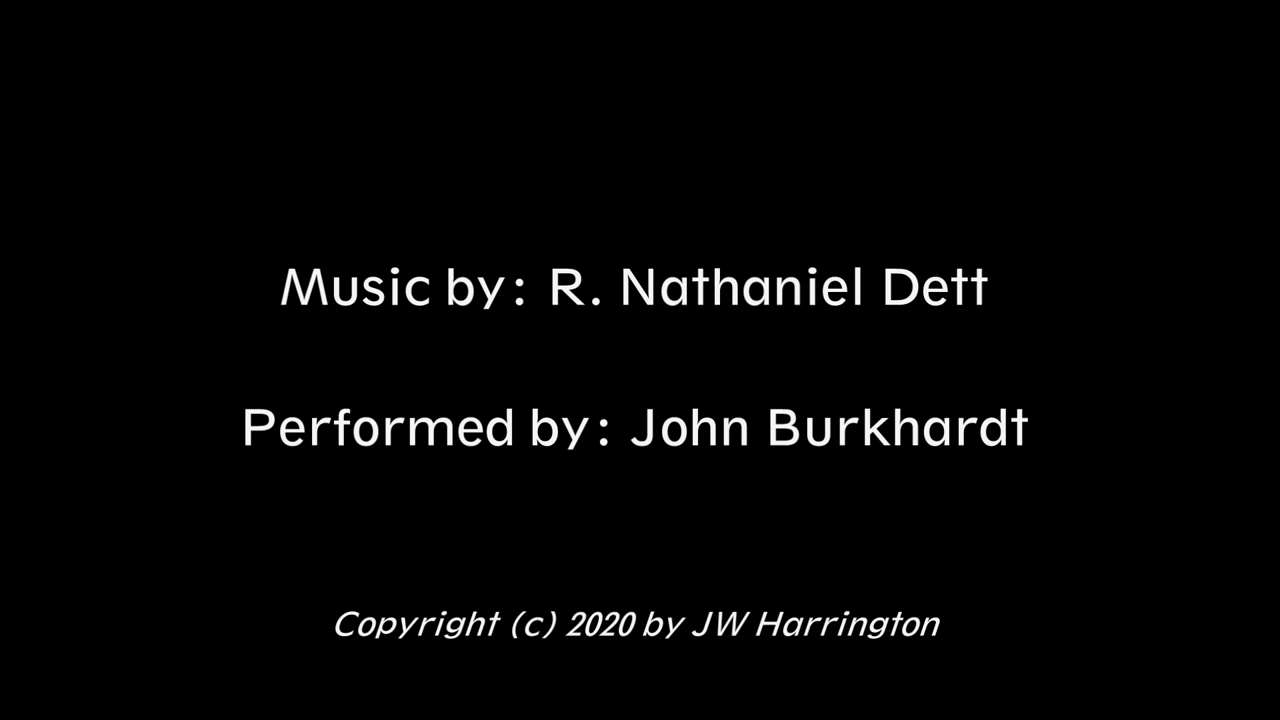 Music by: R. Nathaniel Dett
Performed by: John Burkhardt
Copyright (c) 2020 by JW Harrington